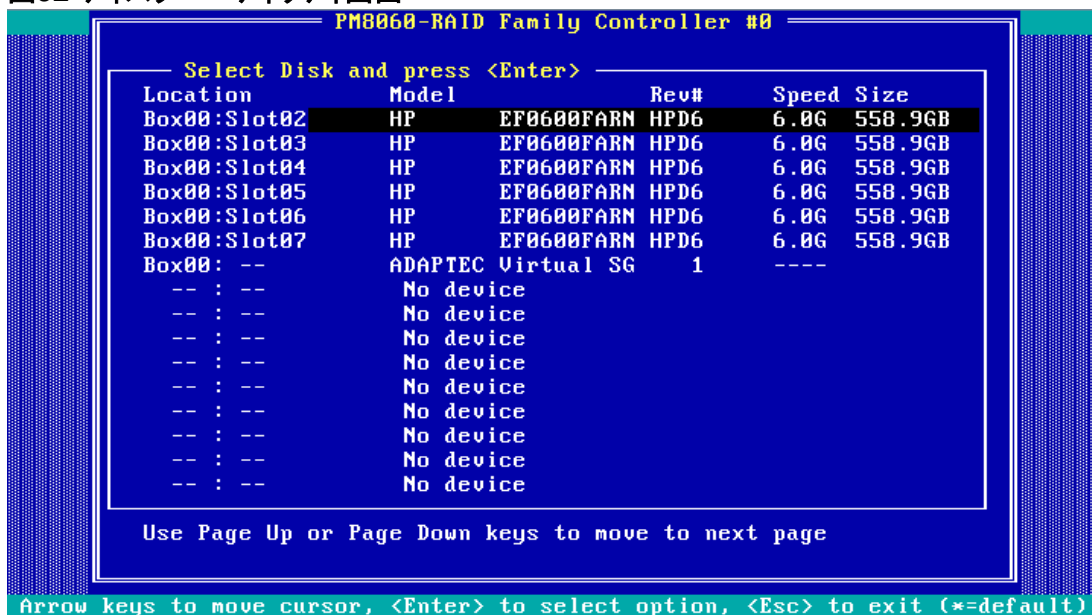 PM8060-RAID Family Controller #0
Select Disk and press <Enter>
Location Model Rev# Speed Size
Box00:Slot02 HP EF0600FARN HPD6 6.0G 558.9GB
Box00:Slot03 HP EF0600FARN HPD6 6.0G 558.9GB
Box00:Slot04 HP EF0600FARN HPD6 6.0G 558.9GB
Box00:Slot05 HP EF0600FARN HPD6 6.0G 558.9GB
Box00:Slot06 HP EF0600FARN HPD6 6.0G 558.9GB
Box00:Slot07 HP EF0600FARN HPD6 6.0G 558.9GB
Box00: -- ADAPTEC Virtual SG 1 ----
-- : -- No device
-- : -- No device
-- : -- No device
-- : -- No device
-- : -- No device
-- : -- No device
-- : -- No device
-- : -- No device
-- : -- No device
Use Page Up or Page Down keys to move to next page
Arrow keys to move cursor, <Enter> to select option, <Esc> to exit (*=default)